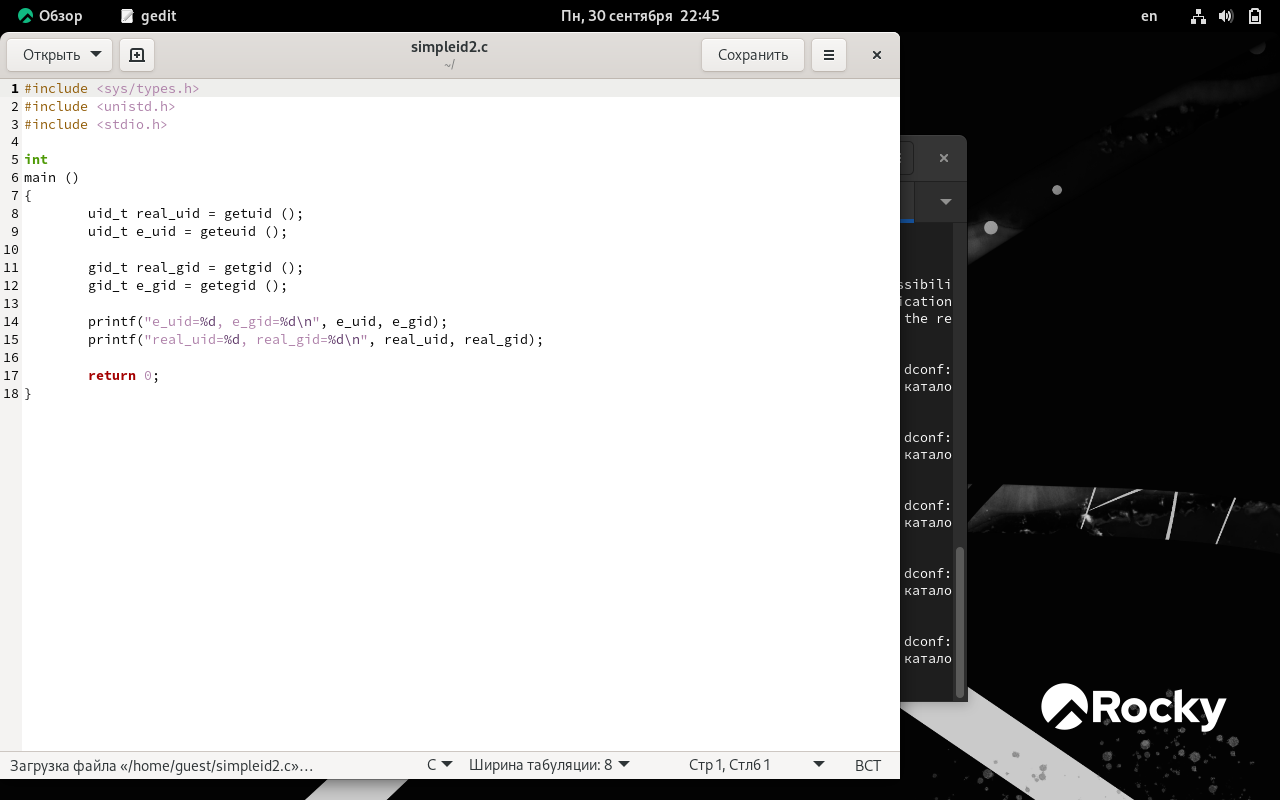 Обзор gedit Пн, 30 сентября 22:45 en
Открыть simpleid2.c Сохранить
~/
1 #include <sys/types.h>
2 #include <unistd.h>
3 #include <stdio.h>
4
5 int
6 main ()
7 {
8 uid_t real_uid = getuid ();
9 uid_t e_uid = geteuid ();
10
11 gid_t real_gid = getgid ();
12 gid_t e_gid = getegid ();
13
14 printf("e_uid=%d, e_gid=%d\n", e_uid, e_gid);
15 printf("real_uid=%d, real_gid=%d\n", real_uid, real_gid);
16
17 return 0;
18 }
ssibili
ication
the re
dconf:
катало
dconf:
катало
dconf:
катало
dconf:
катало
dconf:
катало
Rocky
Загрузка файла «/home/guest/simpleid2.c»… C Ширина табуляции: 8 Стр 1, Стлб 1 ВСТ